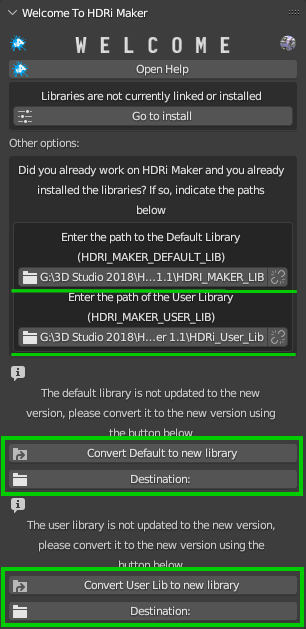 Welcome To HDRi Maker
WELCOME
Open Help
Libraries are not currently linked or installed
Go to install
Other options:
Did you already work on HDRi Maker and you already
installed the libraries? If so, indicate the paths
below
Enter the path to the Default Library
(HDRI_MAKER_DEFAULT_LIB)
G:\3D Studio 2018\H...1.1\HDRI_MAKER_LIB
Enter the path of the User Library
(HDRI_MAKER_USER_LIB)
G:\3D Studio 2018\H...er 1.1\HDRi_User_Lib
The default library is not updated to the new
version, please convert it to the new version using
the button below
Convert Default to new library
Destination:
The user library is not updated to the new version,
please convert it to the new version using the
button below
Convert User Lib to new library
Destination: